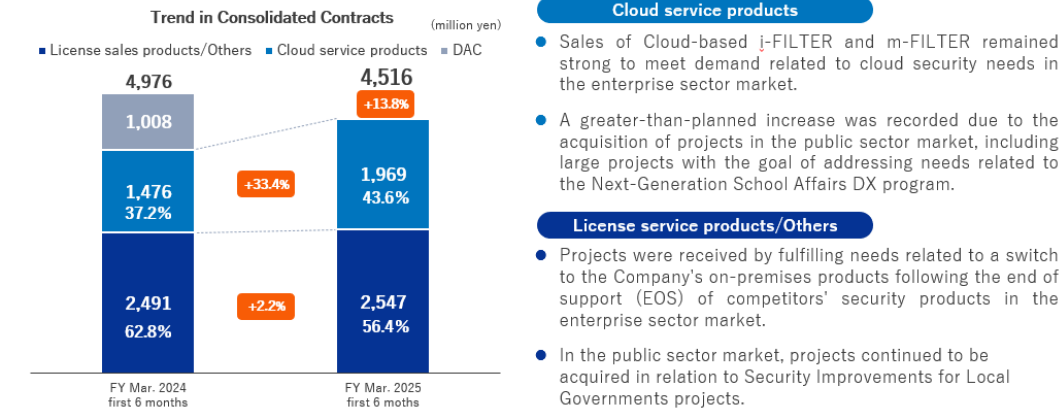 Trend in Consolidated Contracts
(million yen)
License sales products/Others
Cloud service products
DAC
4,976
1,008
1,476
37.2%
2,491
62.8%
+33.4%
+2.2%
4,516
+13.8%
1,969
43.6%
2,547
56.4%
FY Mar. 2024
first 6 months
FY Mar. 2025
first 6 moths
Cloud service products
Sales of Cloud-based i-FILTER and m-FILTER remained
strong to meet demand related to cloud security needs in
the enterprise sector market.
A greater-than-planned increase was recorded due to the
acquisition of projects in the public sector market, including
large projects with the goal of addressing needs related to
the Next-Generation School Affairs DX program.
License service products/Others
Projects were received by fulfilling needs related to a switch
to the Company's on-premises products following the end of
support (EOS) of competitors' security products in the
enterprise sector market.
In the public sector market, projects continued to be
acquired in relation to Security Improvements for Local
Governments projects.